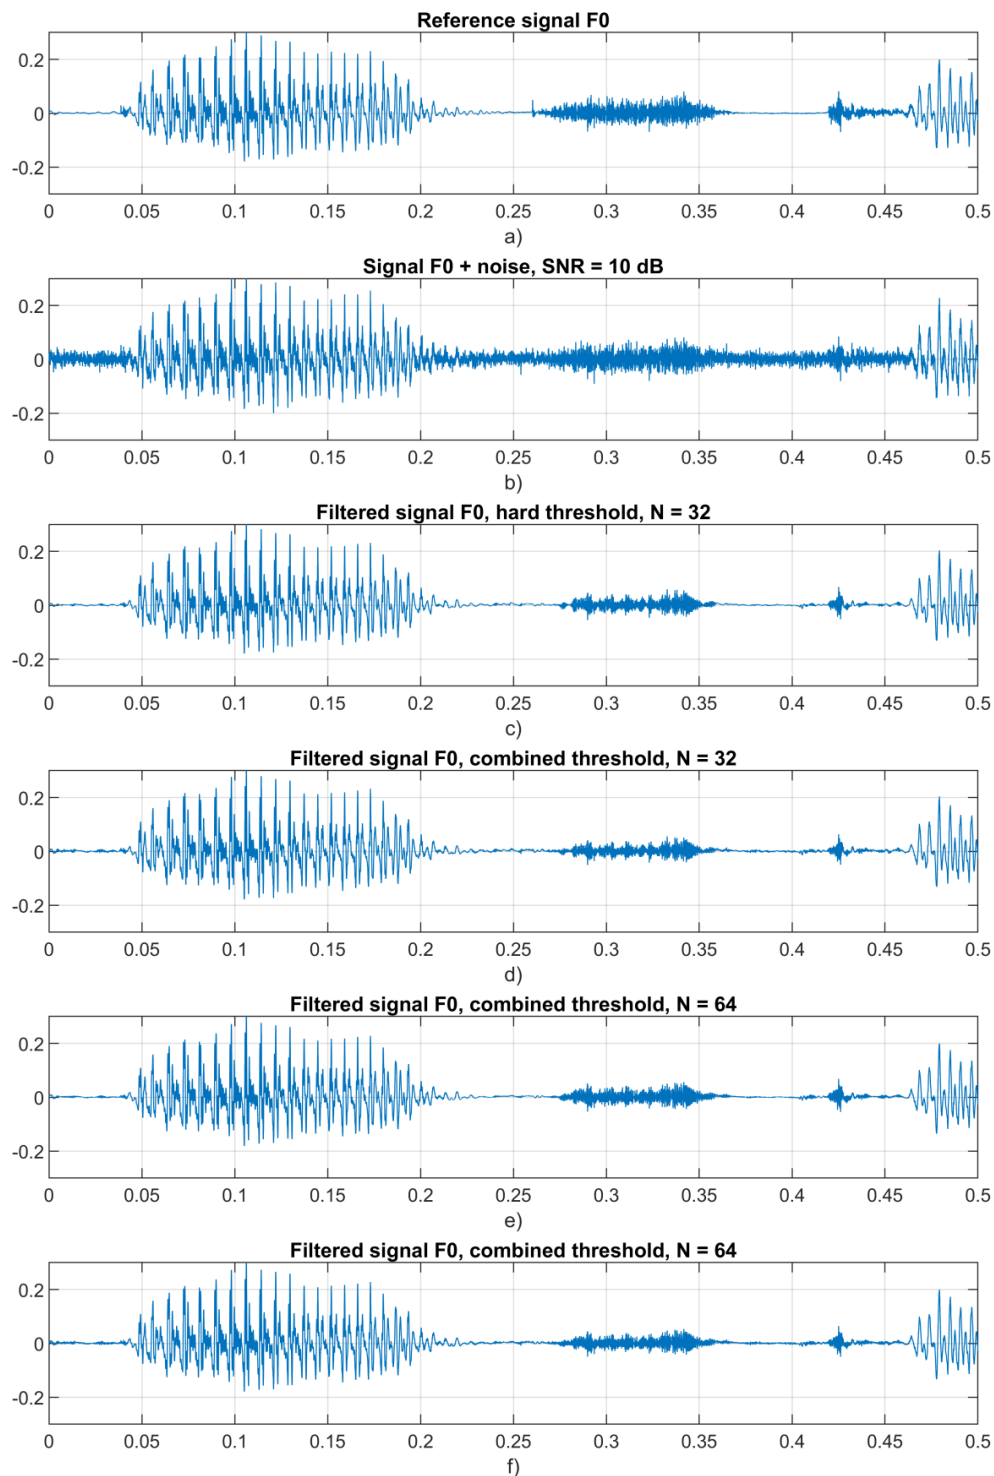 Reference signal F0
0.2
0
-0.2
0 0.05 0.1 0.15 0.2 0.25 0.3 0.35 0.4 0.45 0.5
a)
Signal F0 + noise, SNR = 10 dB
0.2
0
-0.2
0 0.05 0.1 0.15 0.2 0.25 0.3 0.35 0.4 0.45 0.5
b)
Filtered signal F0, hard threshold, N = 32
0.2
0
-0.2
0 0.05 0.1 0.15 0.2 0.25 0.3 0.35 0.4 0.45 0.5
c)
Filtered signal F0, combined threshold, N = 32
0.2
0
-0.2
0 0.05 0.1 0.15 0.2 0.25 0.3 0.35 0.4 0.45 0.5
d)
Filtered signal F0, combined threshold, N = 64
0.2
0
-0.2
0 0.05 0.1 0.15 0.2 0.25 0.3 0.35 0.4 0.45 0.5
e)
Filtered signal F0, combined threshold, N = 64
0.2
0
-0.2
0 0.05 0.1 0.15 0.2 0.25 0.3 0.35 0.4 0.45 0.5
f)